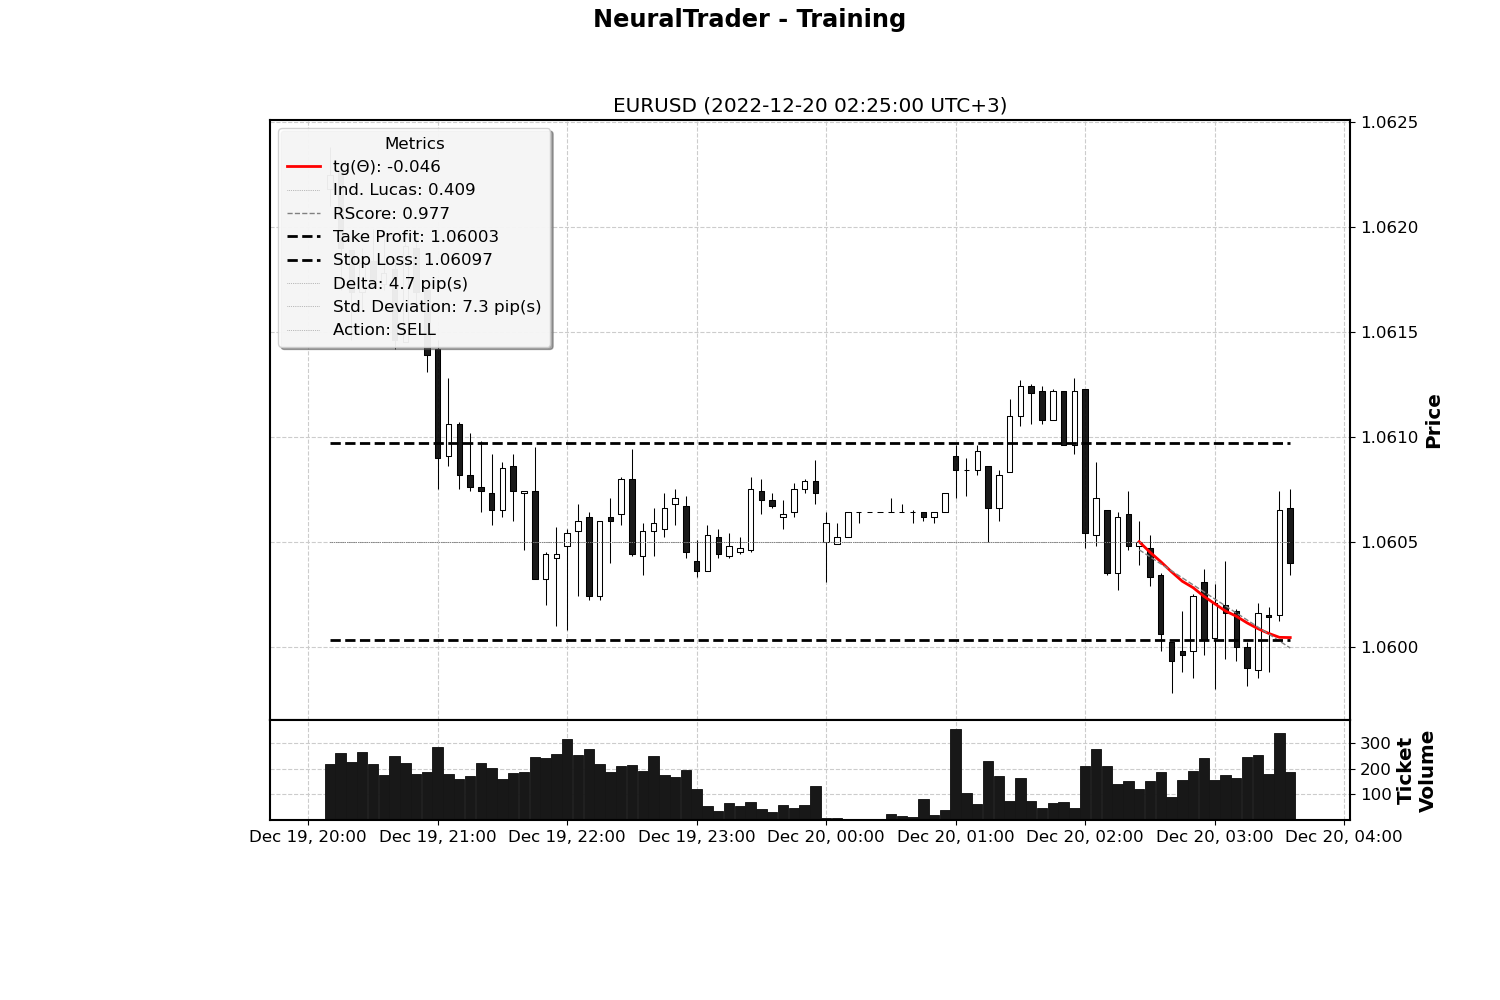 NeuralTrader - Training
EURUSD (2022-12-20 02:25:00 UTC+3)
Metrics
tg(Θ): -0.046
Ind. Lucas: 0.409
RScore: 0.977
Take Profit: 1.06003
Stop Loss: 1.06097
Delta: 4.7 pip(s)
Std. Deviation: 7.3 pip(s)
Action: SELL
1.0625
1.0620
1.0615
1.0610
1.0605
1.0600
Price
300
200
100
Ticket
Volume
Dec 19, 20:00
Dec 19, 21:00
Dec 19, 22:00
Dec 19, 23:00
Dec 20, 00:00
Dec 20, 01:00
Dec 20, 02:00
Dec 20, 03:00
Dec 20, 04:00